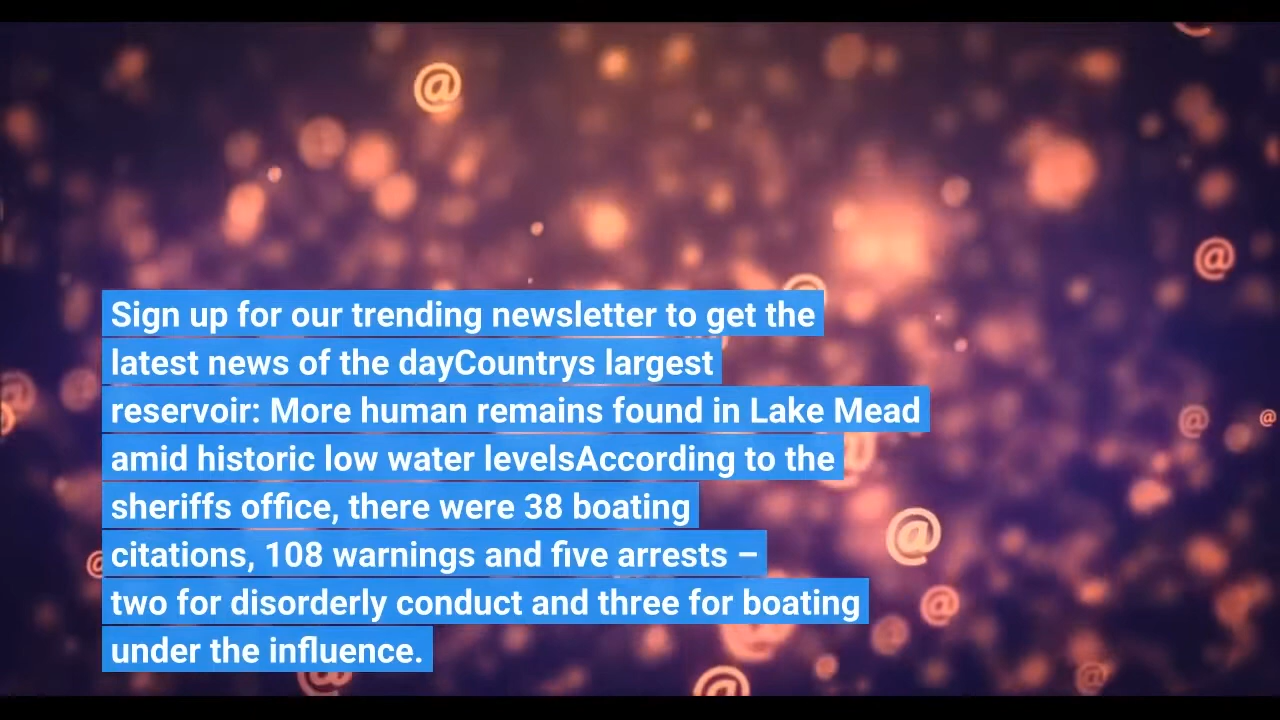 Sign up for our trending newsletter to get the
latest news of the dayCountrys largest
reservoir: More human remains found in Lake Mead
amid historic low water levelsAccording to the
sheriffs office, there were 38 boating
citations, 108 warnings and five arrests –
two for disorderly conduct and three for boating
under the influence.